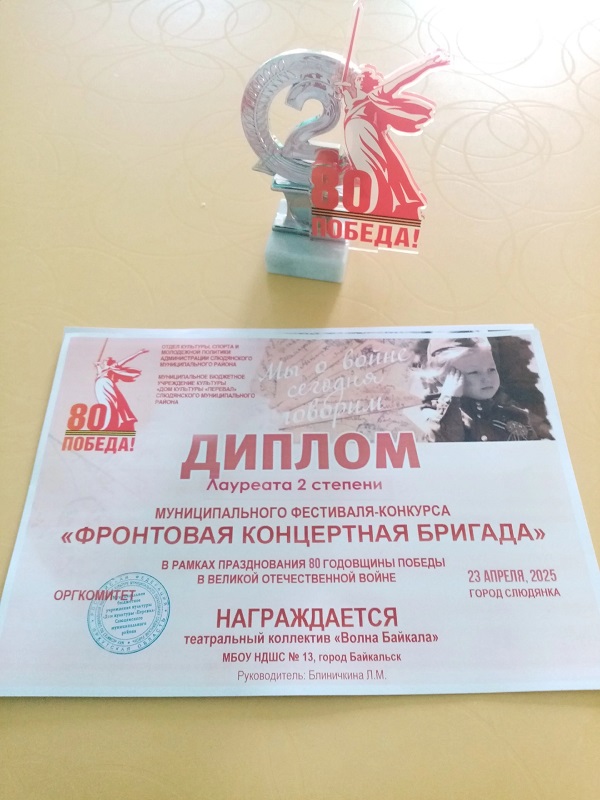 2
80
ПОБЕДА!
ОТДЕЛ КУЛЬТУРЫ, СПОРТА И
МОЛОДЕЖНОЙ ПОЛИТИКИ
АДМИНИСТРАЦИИ СЛЮДЯНСКОГО
МУНИЦИПАЛЬНОГО РАЙОНА
МУНИЦИПАЛЬНОЕ БЮДЖЕТНОЕ
УЧРЕЖДЕНИЕ КУЛЬТУРЫ
«ДОМ КУЛЬТУРЫ «ПЕРЕВАЛ»
СЛЮДЯНСКОГО МУНИЦИПАЛЬНОГО
РАЙОНА
80
ПОБЕДА!
Мы о войне
сегодня
говорим
ДИПЛОМ
Лауреата 2 степени
МУНИЦИПАЛЬНОГО ФЕСТИВАЛЯ-КОНКУРСА
«ФРОНТОВАЯ КОНЦЕРТНАЯ БРИГАДА»
В РАМКАХ ПРАЗДНОВАНИЯ 80 ГОДОВЩИНЫ ПОБЕДЫ
В ВЕЛИКОЙ ОТЕЧЕСТВЕННОЙ ВОЙНЕ
23 АПРЕЛЯ, 2025
ГОРОД СЛЮДЯНКА
ОРГКОМИТЕТ
НАГРАЖДАЕТСЯ
театральный коллектив «Волна Байкала»
МБОУ НДШС № 13, город Байкальск
Руководитель: Блиничкина Л.М.